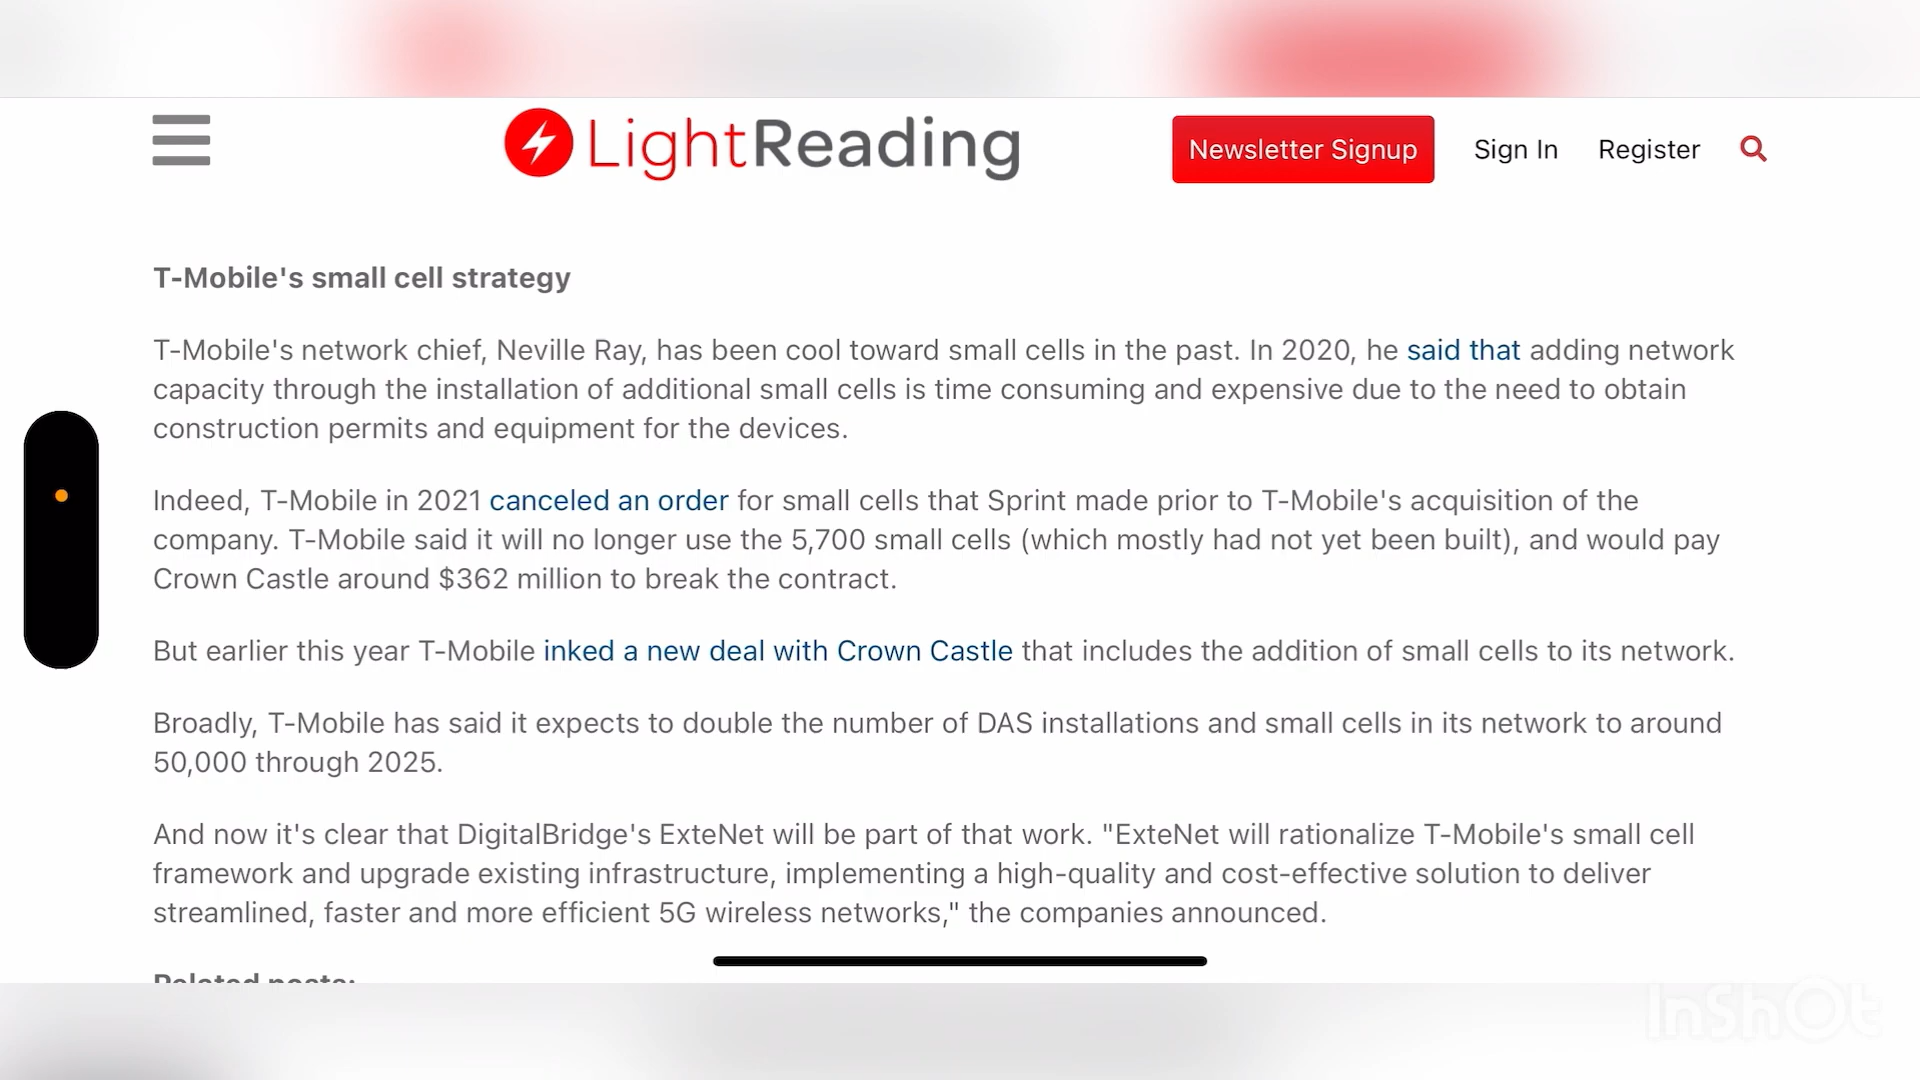 LightReading
Newsletter Signup
Sign In
Register
T-Mobile's small cell strategy
T-Mobile's network chief, Neville Ray, has been cool toward small cells in the past. In 2020, he said that adding network
capacity through the installation of additional small cells is time consuming and expensive due to the need to obtain
construction permits and equipment for the devices.
Indeed, T-Mobile in 2021 canceled an order for small cells that Sprint made prior to T-Mobile's acquisition of the
company. T-Mobile said it will no longer use the 5,700 small cells (which mostly had not yet been built), and would pay
Crown Castle around $362 million to break the contract.
But earlier this year T-Mobile inked a new deal with Crown Castle that includes the addition of small cells to its network.
Broadly, T-Mobile has said it expects to double the number of DAS installations and small cells in its network to around
50,000 through 2025.
And now it's clear that DigitalBridge's ExteNet will be part of that work. "ExteNet will rationalize T-Mobile's small cell
framework and upgrade existing infrastructure, implementing a high-quality and cost-effective solution to deliver
streamlined, faster and more efficient 5G wireless networks," the companies announced.
Related posts:
InShOt